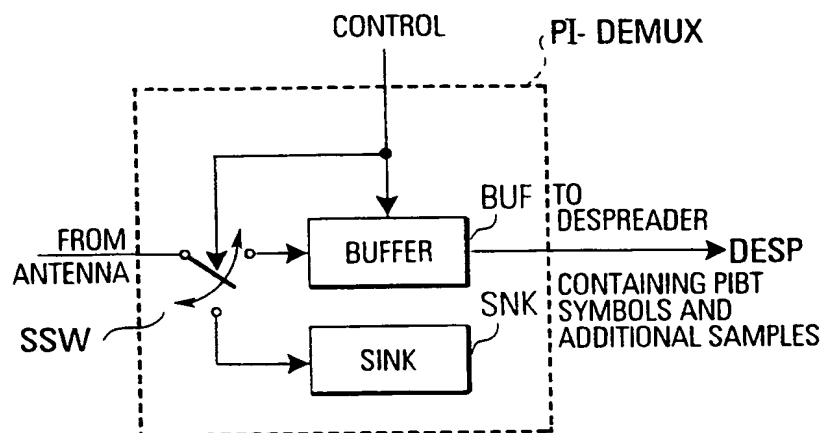 CONTROL
PI- DEMUX
FROM
ANTENNA
SSW
BUFFER
BUF
SINK
SNK
TO
DESPREADER
DESP
CONTAINING PIBT
SYMBOLS AND
ADDITIONAL SAMPLES